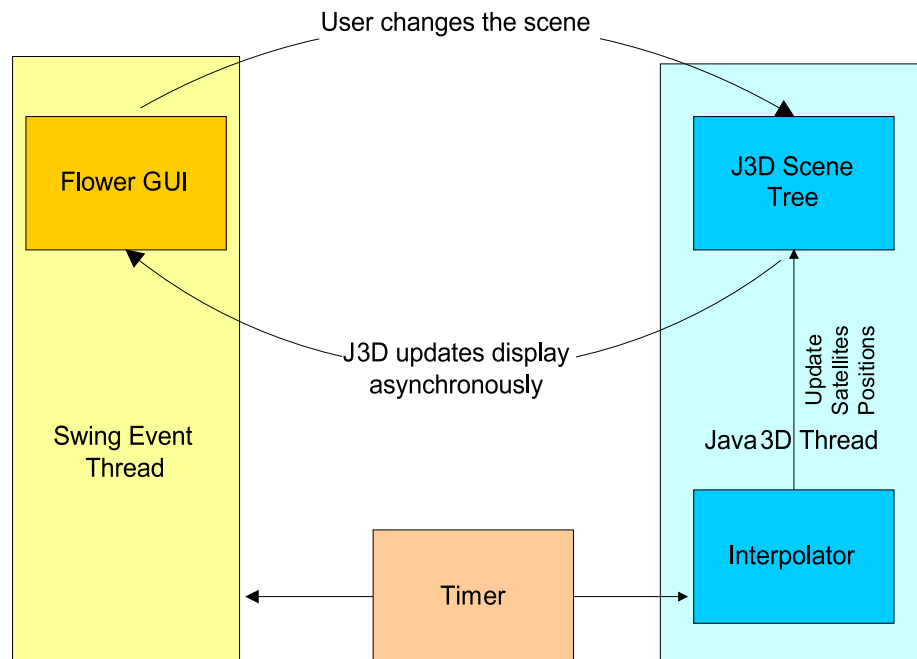 User changes the scene
Flower GUI
J3D Scene
Tree
J3D updates display
asynchronously
Update
Satellites
Positions
Swing Event
Thread
Java3D Thread
Interpolator
Timer